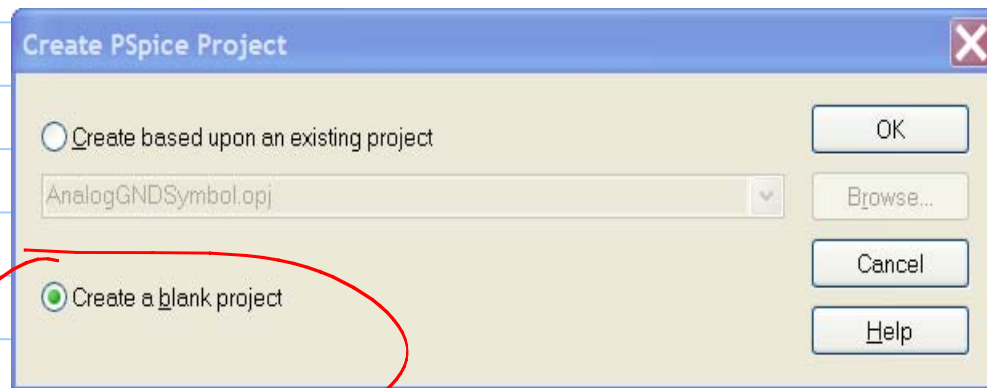 Create PSpice Project
Create based upon an existing project
OK
AnalogGNDSymbol.opj
Browse...
Cancel
Create a blank project
Help